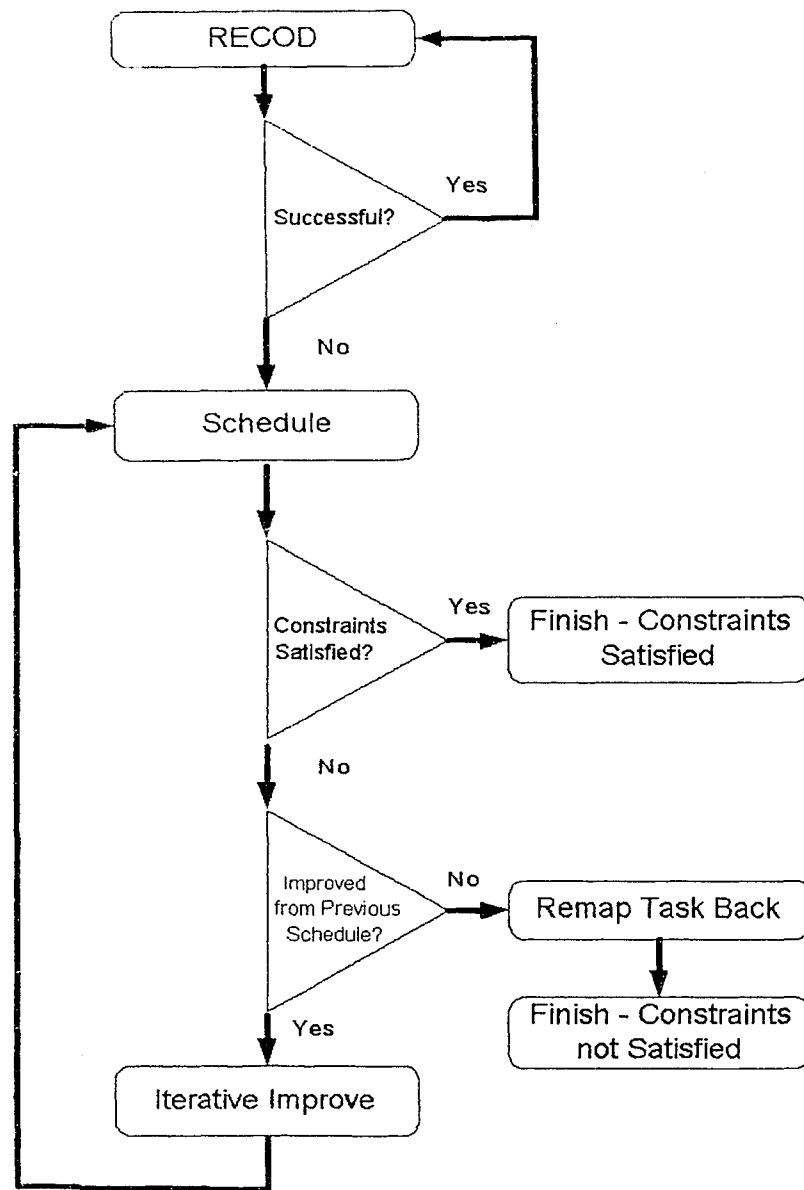 RECOD
Yes
Successful?
No
Schedule
Yes
Constraints
Satisfied?
Finish - Constraints
Satisfied
No
Improved
from Previous
Schedule?
No
Remap Task Back
Yes
Finish - Constraints
not Satisfied
Iterative Improve